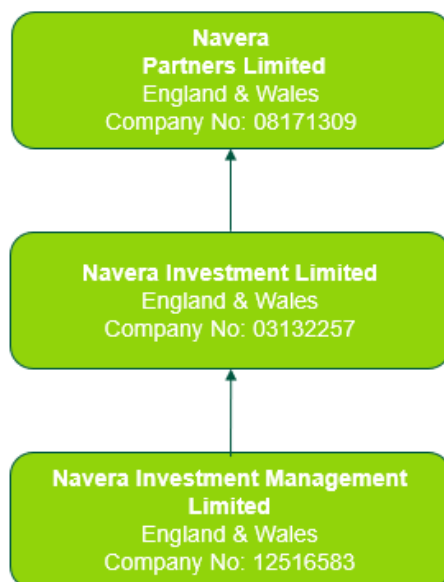 Navera
Partners Limited
England & Wales
Company No: 08171309
Navera Investment Limited
England & Wales
Company No: 03132257
Navera Investment Management
Limited
England & Wales
Company No: 12516583